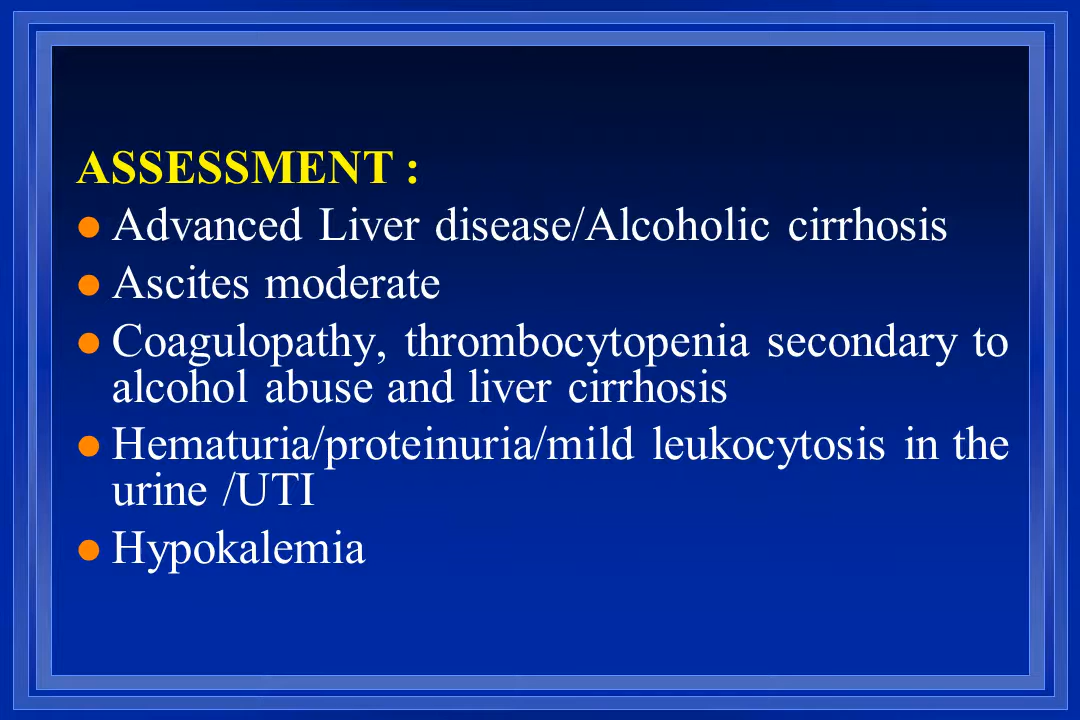 ASSESSMENT :
Advanced Liver disease/Alcoholic cirrhosis
Ascites moderate
Coagulopathy, thrombocytopenia secondary to
alcohol abuse and liver cirrhosis
Hematuria/proteinuria/mild leukocytosis in the
urine /UTI
Hypokalemia